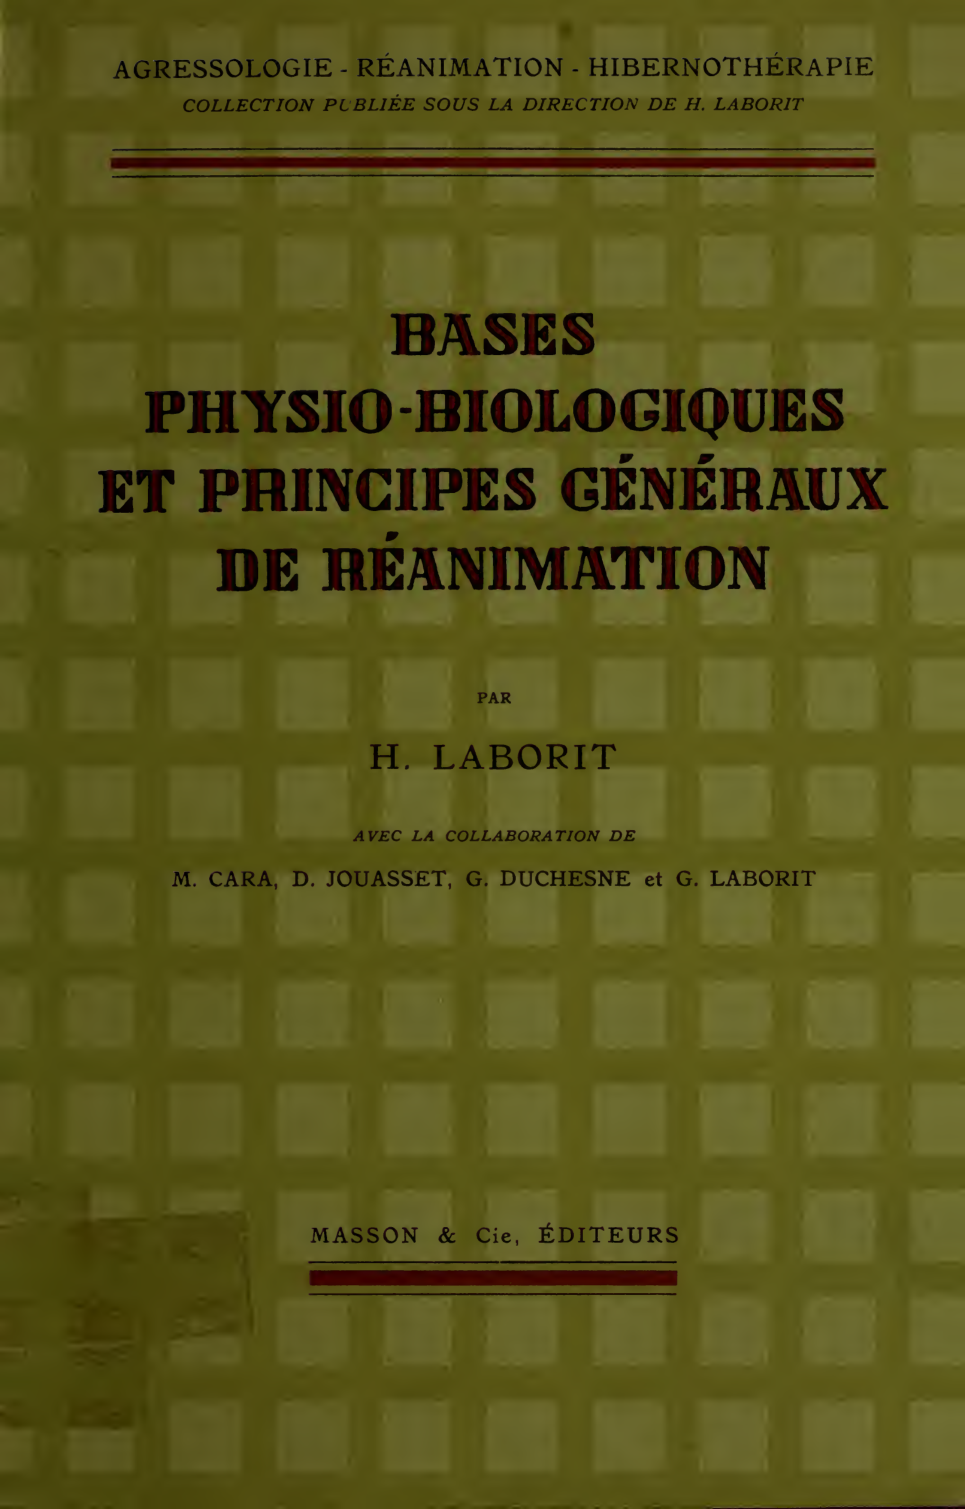 AGRESSOLOGIE - RÉANIMATION - HIBERNOTHÉRAPIE
COLLECTION PUBLIÉE SOUS LA DIRECTION DE H. LABORIT
BASES
PHYSIO-BIOLOGIQUES
ET PRINCIPES GÉNÉRAUX
DE RÉANIMATION
PAR
H. LABORIT
AVEC LA COLLABORATION DE
M. CARA, D. JOUASSET, G. DUCHESNE et G. LABORIT
MASSON & Cie, ÉDITEURS